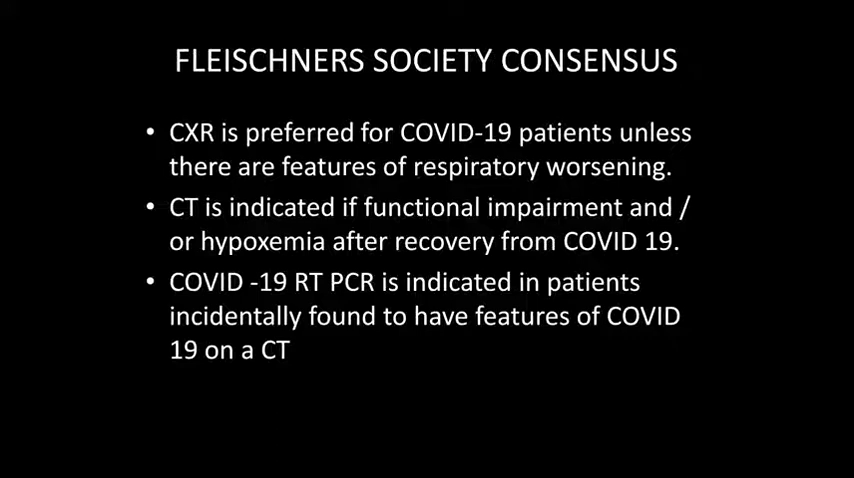 FLEISCHNERS SOCIETY CONSENSUS
• CXR is preferred for COVID-19 patients unless
there are features of respiratory worsening.
• CT is indicated if functional impairment and /
or hypoxemia after recovery from COVID 19.
• COVID -19 RT PCR is indicated in patients
incidentally found to have features of COVID
19 on a CT